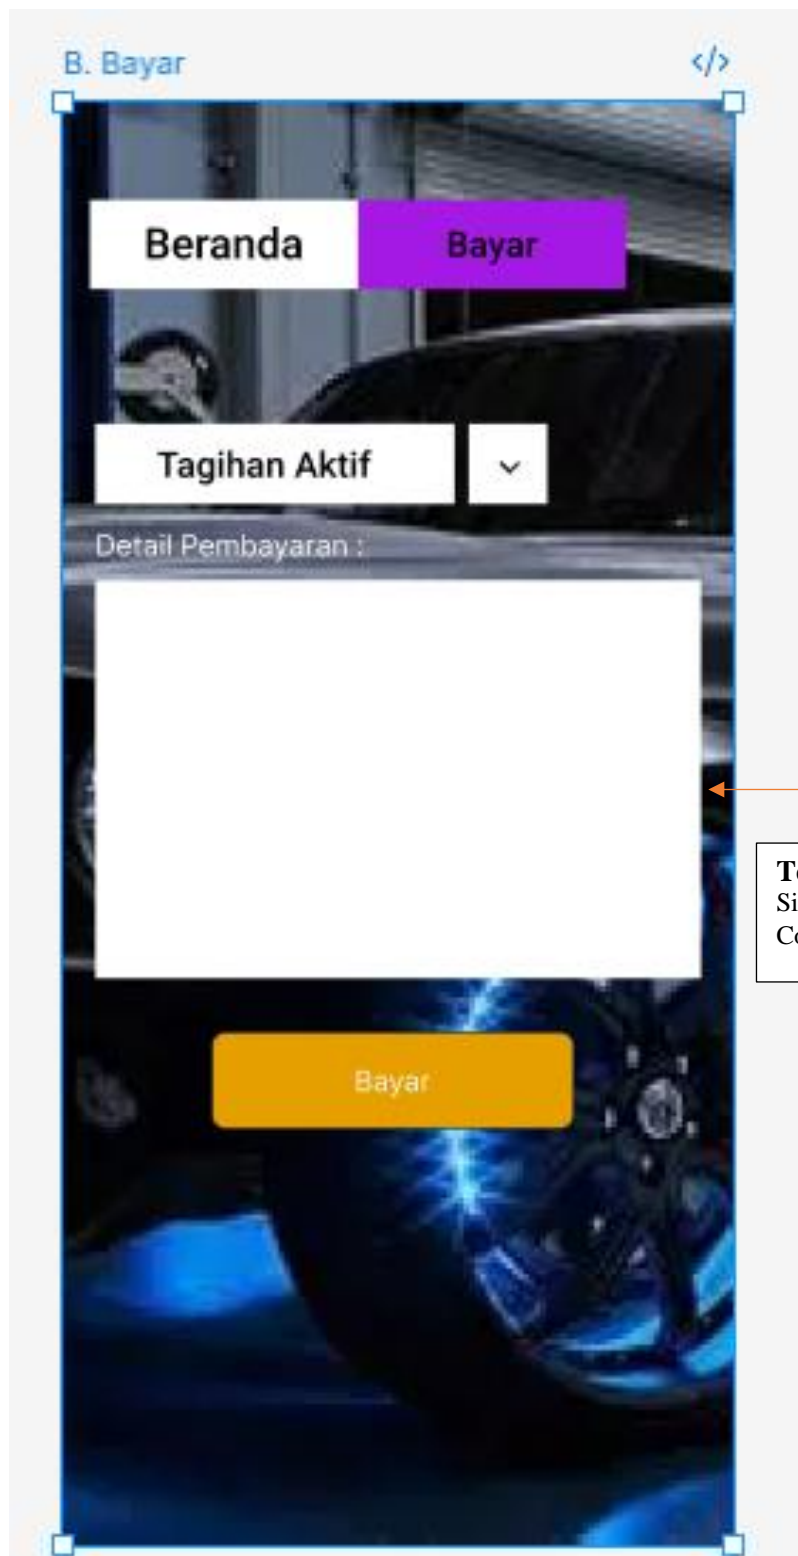 B. Bayar </>
Beranda Bayar
Tagihan Aktif
Detail Pembayaran :
Bayar